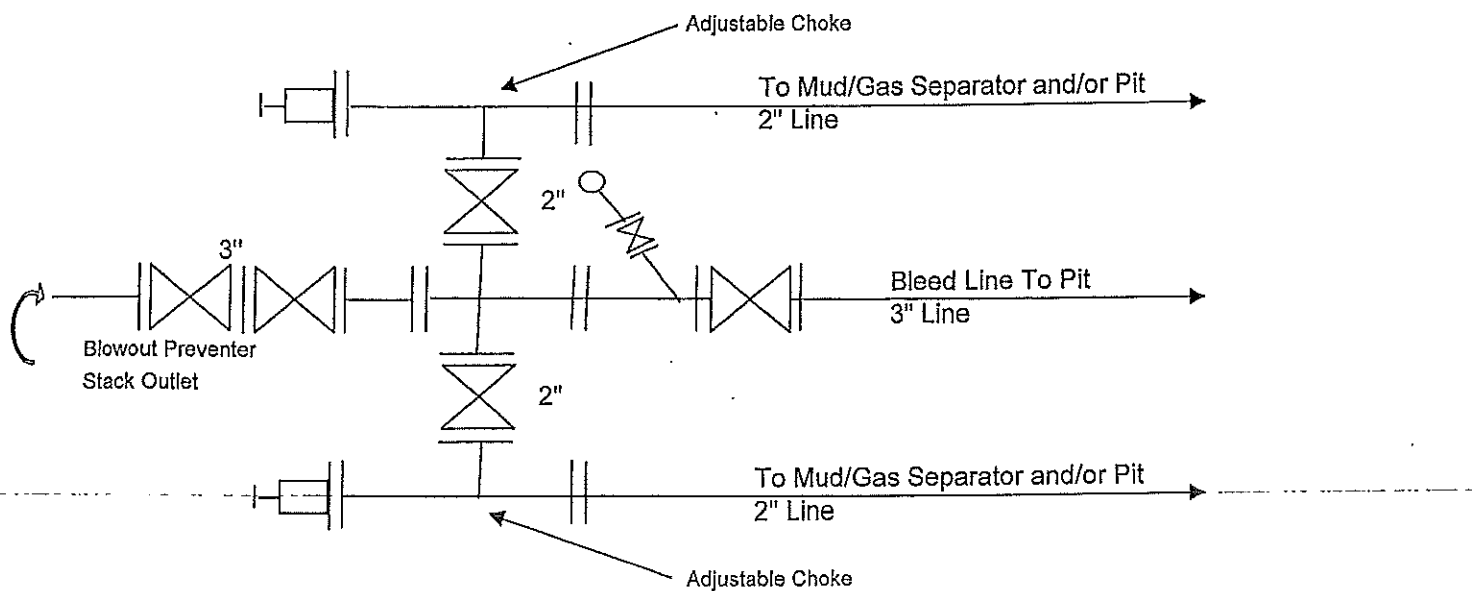 Adjustable Choke
To Mud/Gas Separator and/or Pit
2" Line
2"
3"
Bleed Line To Pit
3" Line
Blowout Preventer
Stack Outlet
2"
To Mud/Gas Separator and/or Pit
2" Line
Adjustable Choke